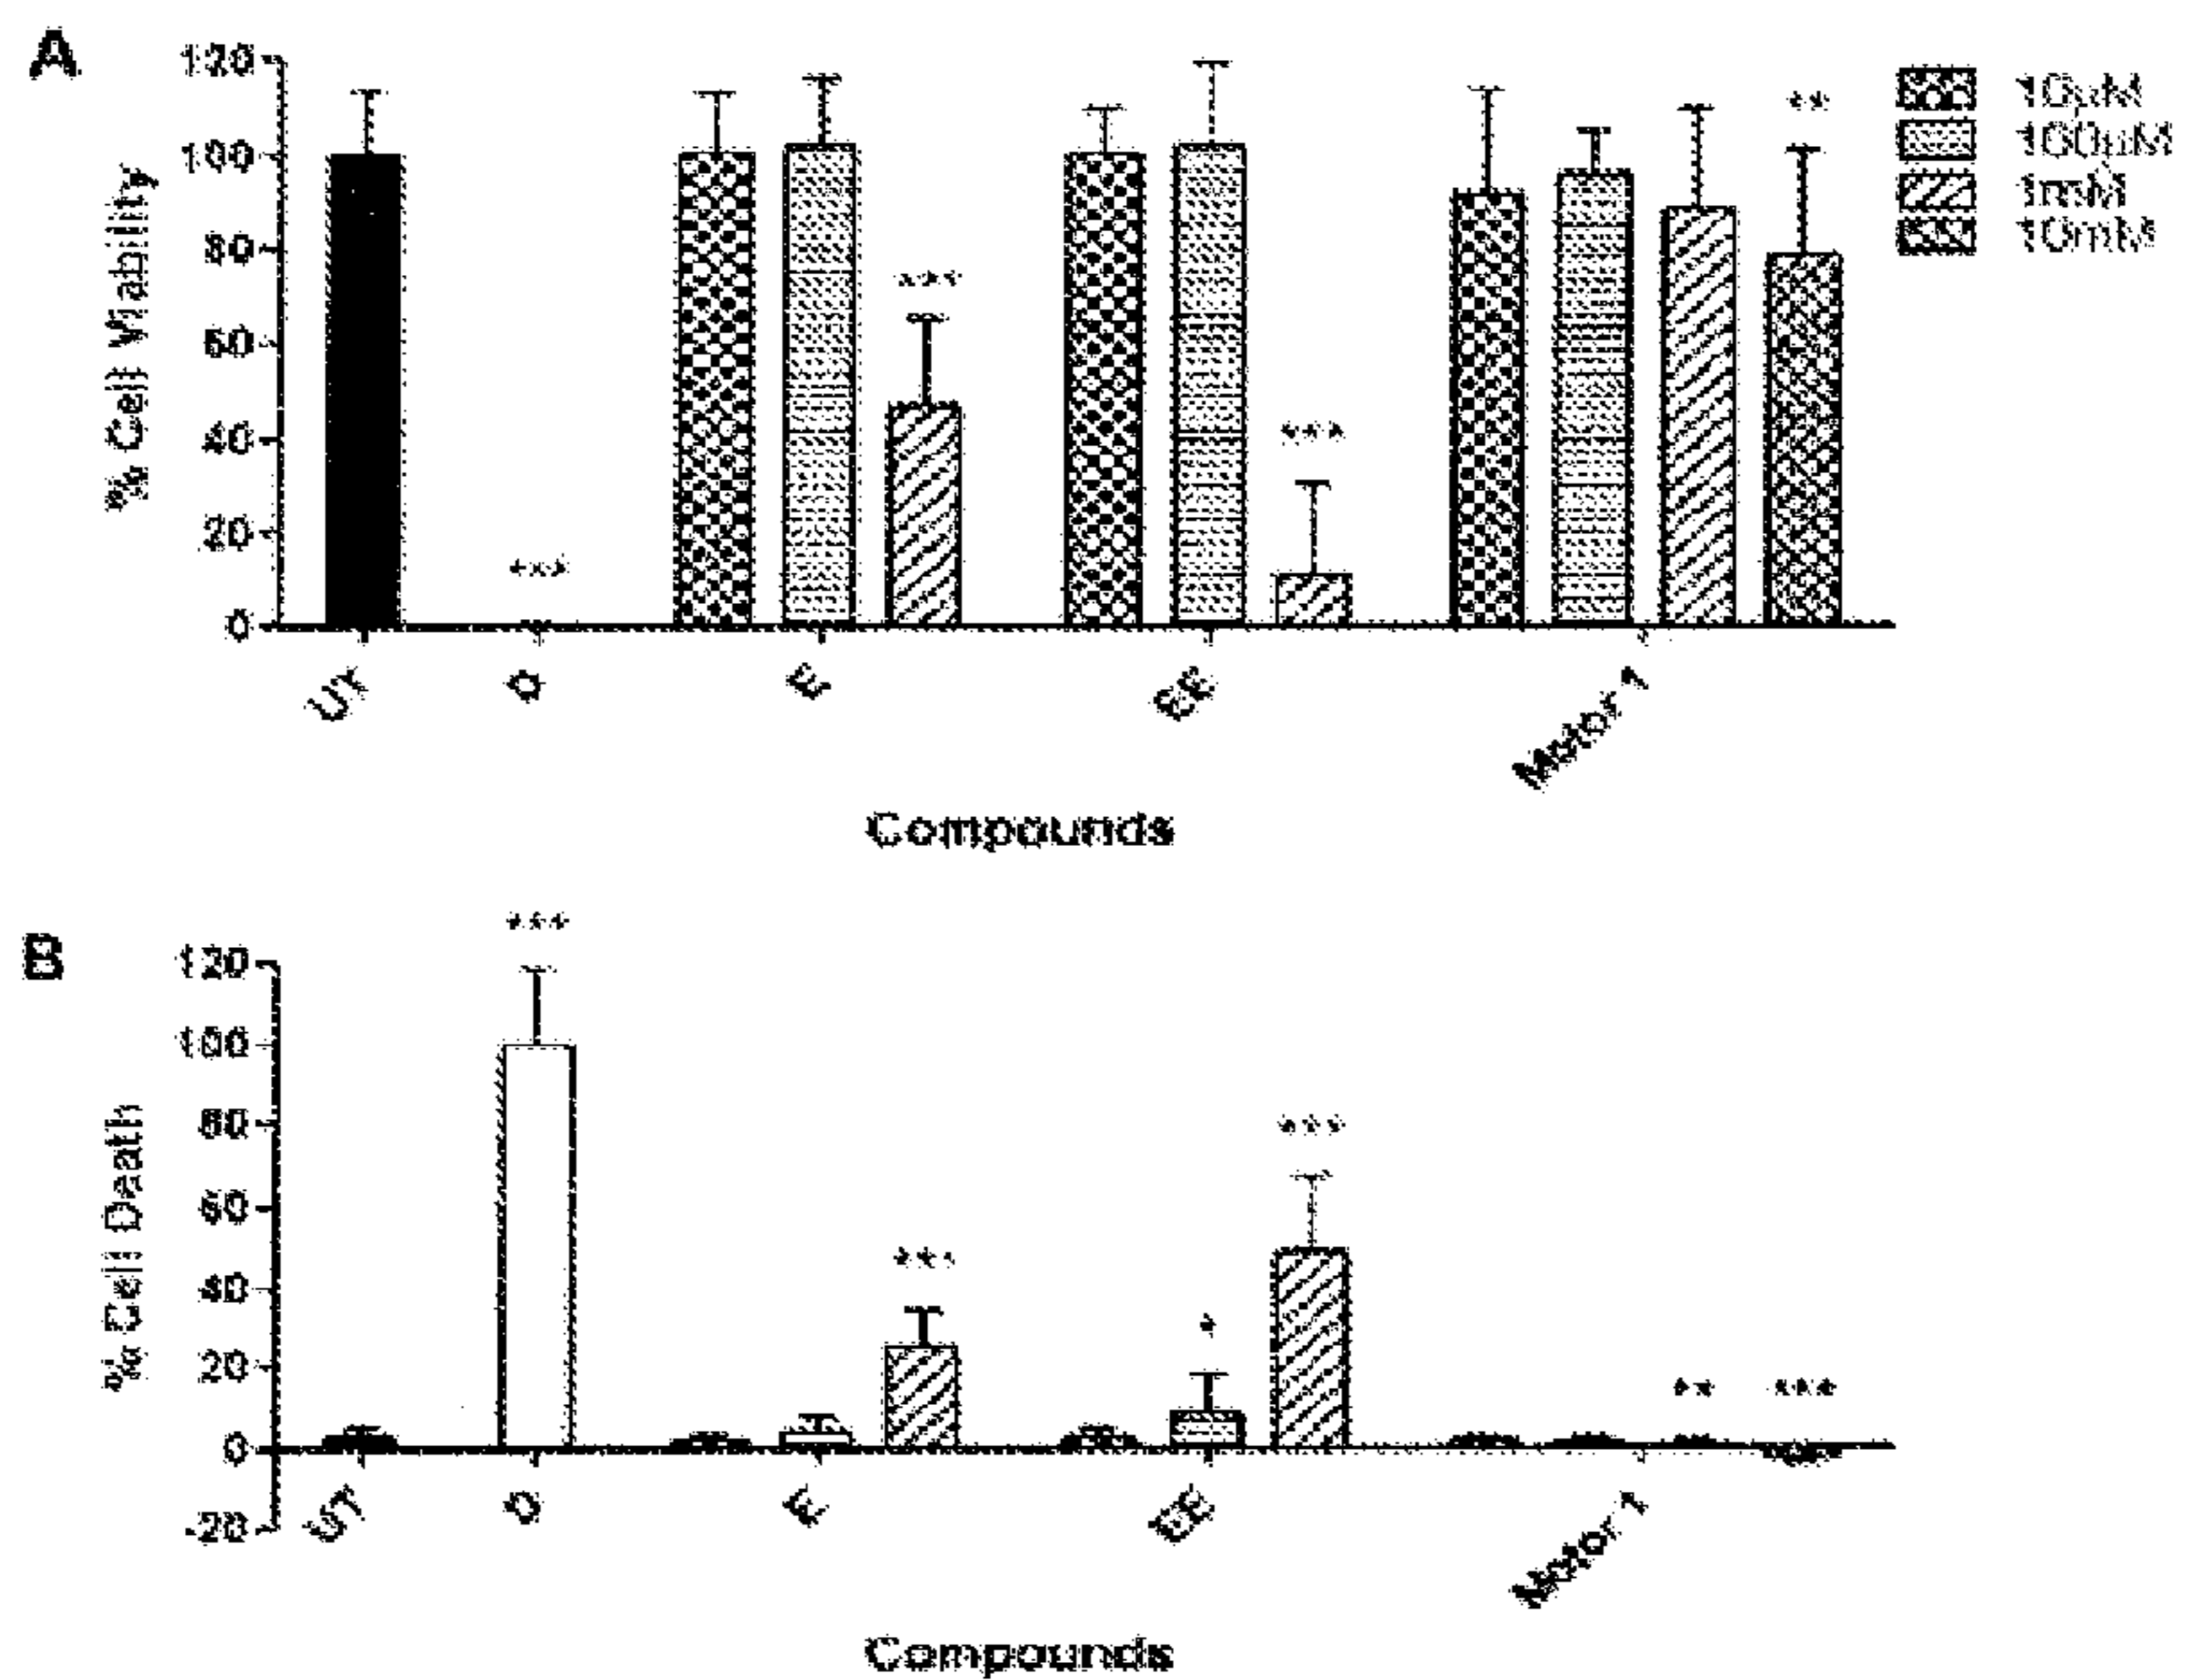 A
120
100
80
60
40
20
0
% Cell Viability
***
***
***
**
10µM
100µM
1mM
10mM
UT
D
E
EE
Motor 1
Compounds
B
120
100
80
60
40
20
0
-20
% Cell Death
***
***
*
***
**
***
UT
D
E
EE
Motor 1
Compounds